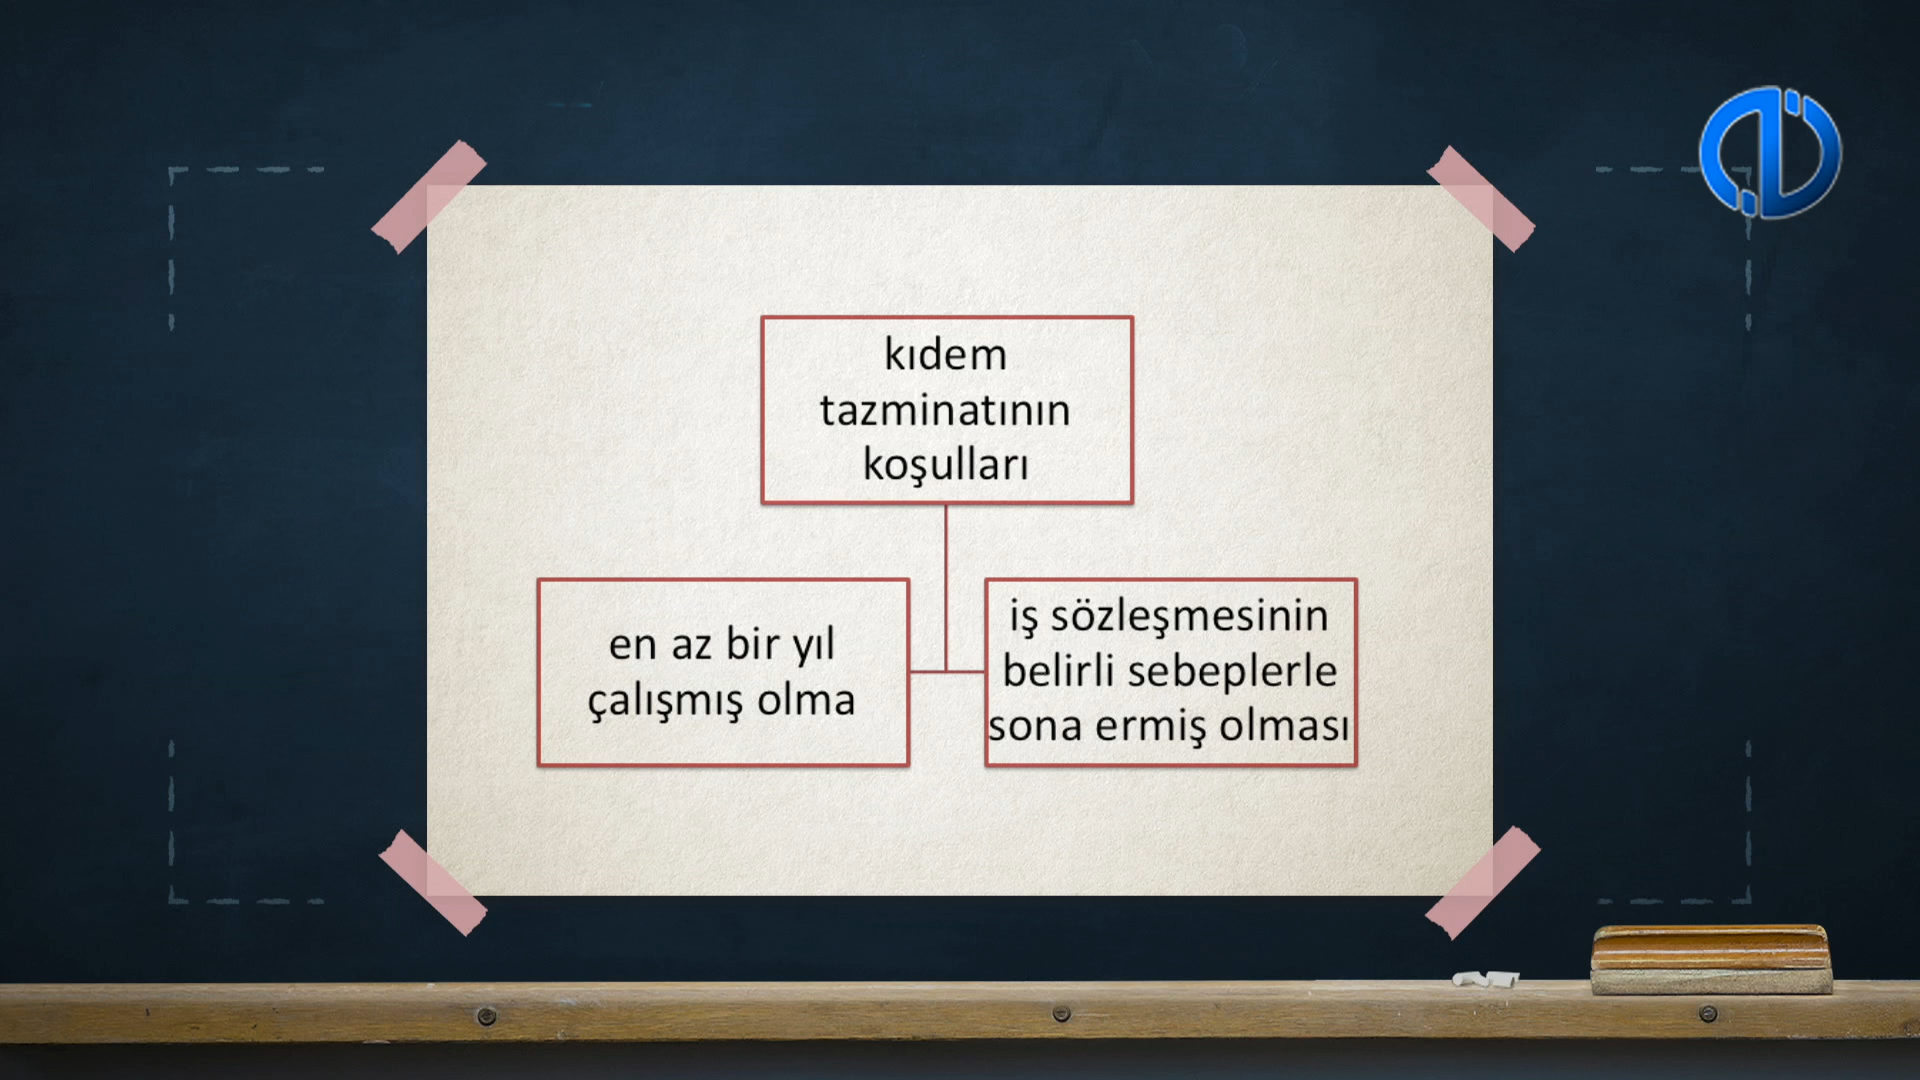 kıdem
tazminatının
koşulları
en az bir yıl
çalışmış olma
iş sözleşmesinin
belirli sebeplerle
sona ermiş olması